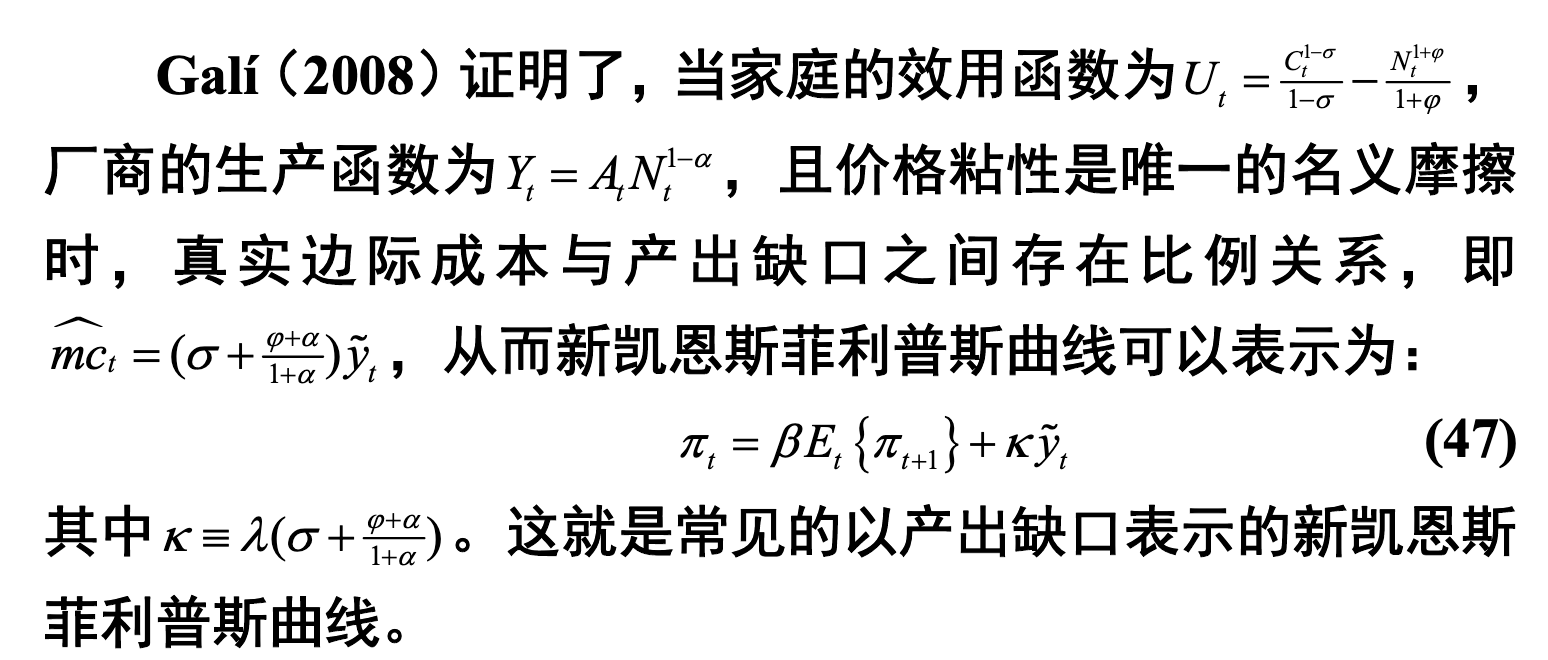 Galí（2008）证明了，当家庭的效用函数为 $U_t = \frac{C_t^{1-\sigma}}{1-\sigma} - \frac{N_t^{1+\varphi}}{1+\varphi}$，
厂商的生产函数为 $Y_t = A_t N_t^{1-\alpha}$，且价格粘性是唯一的名义摩擦
时，真实边际成本与产出缺口之间存在比例关系，即
$\widehat{mc}_t = (\sigma + \frac{\varphi+\alpha}{1+\alpha})\tilde{y}_t$，从而新凯恩斯菲利普斯曲线可以表示为：
$\pi_t = \beta E_t\{\pi_{t+1}\} + \kappa \tilde{y}_t$ (47)
其中 $\kappa \equiv \lambda(\sigma + \frac{\varphi+\alpha}{1+\alpha})$。这就是常见的以产出缺口表示的新凯恩斯
菲利普斯曲线。